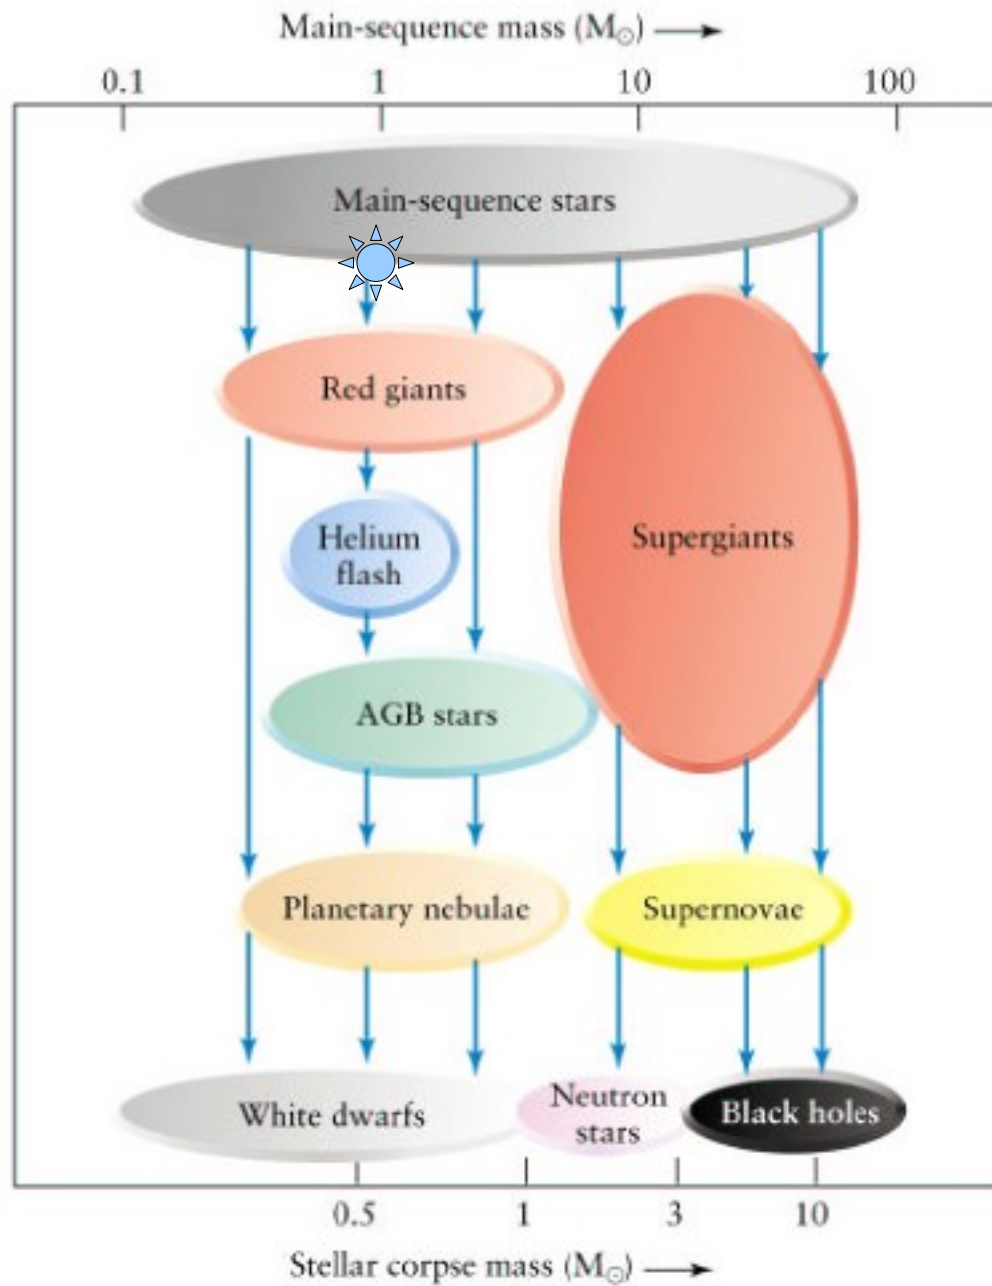 Main-sequence mass (M☉) →
0.1 1 10 100
Main-sequence stars
Red giants
Helium
flash
Supergiants
AGB stars
Planetary nebulae
Supernovae
White dwarfs
Neutron
stars
Black holes
0.5 1 3 10
Stellar corpse mass (M☉) →